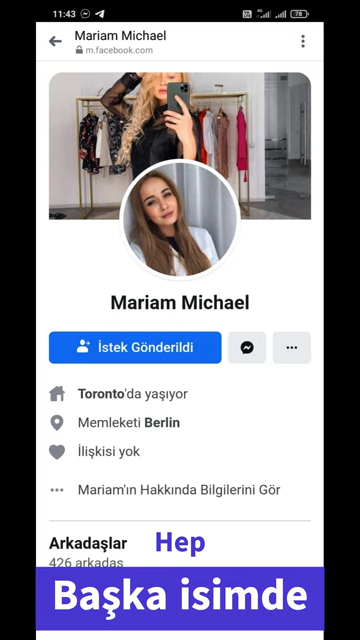 11:43
78
Mariam Michael
m.facebook.com
Mariam Michael
İstek Gönderildi
Toronto'da yaşıyor
Memleketi Berlin
İlişkisi yok
Mariam'ın Hakkında Bilgilerini Gör
Arkadaşlar
Hep
426 arkadaş
Başka isimde